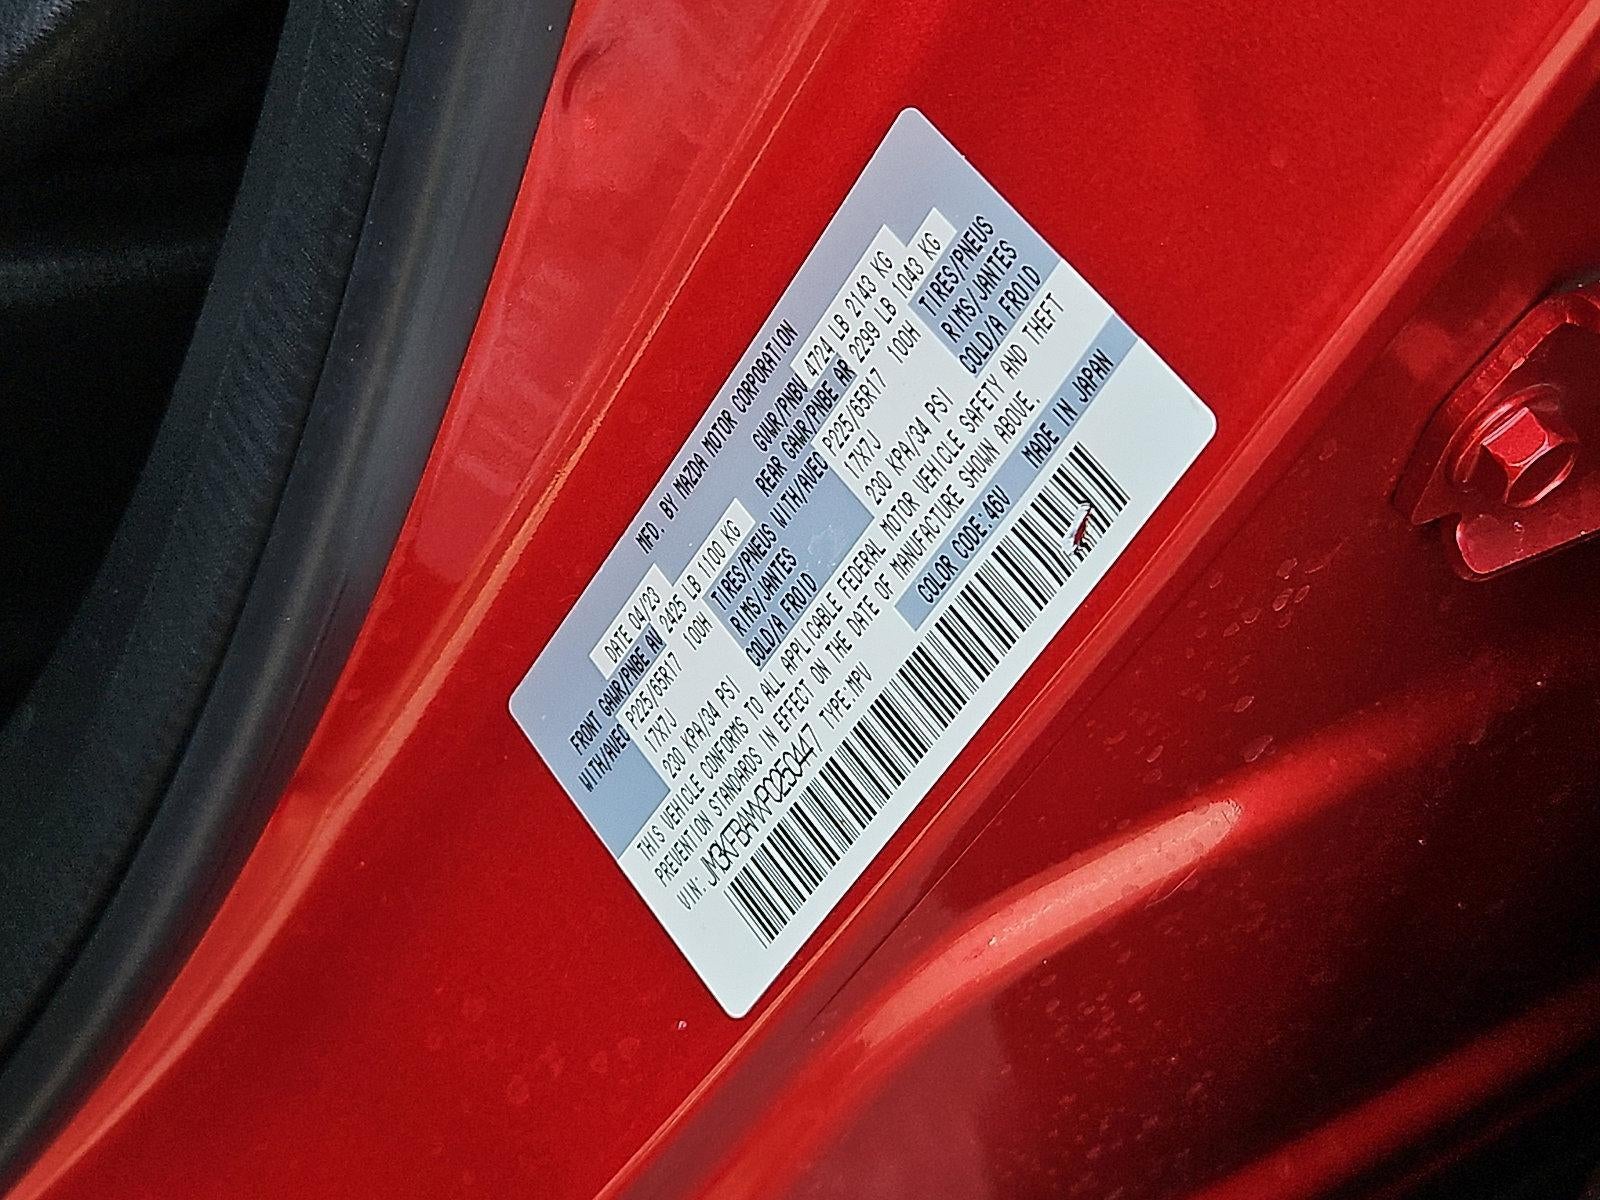 MFD. BY MAZDA MOTOR CORPORATION
DATE 04/23 GVWR/PNBV 4724 LB 2143 KG
FRONT GAWR/PNBE AV 2425 LB 1100 KG REAR GAWR/PNBE AR 2299 LB 1043 KG
WITH/AVEC P225/65R17 100H TIRES/PNEUS WITH/AVEC P225/65R17 100H TIRES/PNEUS
17X7J RIMS/JANTES 17X7J RIMS/JANTES
230 KPA/34 PSI COLD/A FROID 230 KPA/34 PSI COLD/A FROID
THIS VEHICLE CONFORMS TO ALL APPLICABLE FEDERAL MOTOR VEHICLE SAFETY AND THEFT
PREVENTION STANDARDS IN EFFECT ON THE DATE OF MANUFACTURE SHOWN ABOVE.
VIN: JM3KFBAMXP0250447 TYPE:MPV COLOR CODE:46V MADE IN JAPAN